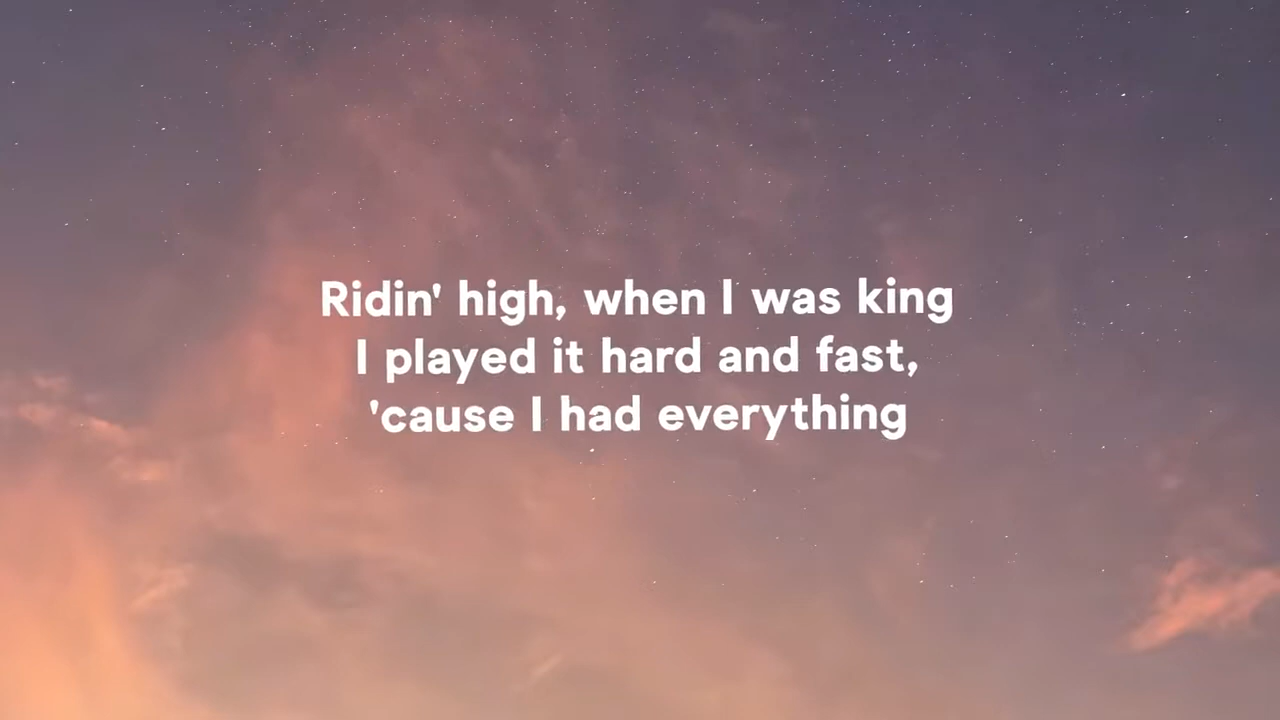 Ridin' high, when I was king
I played it hard and fast,
'cause I had everything